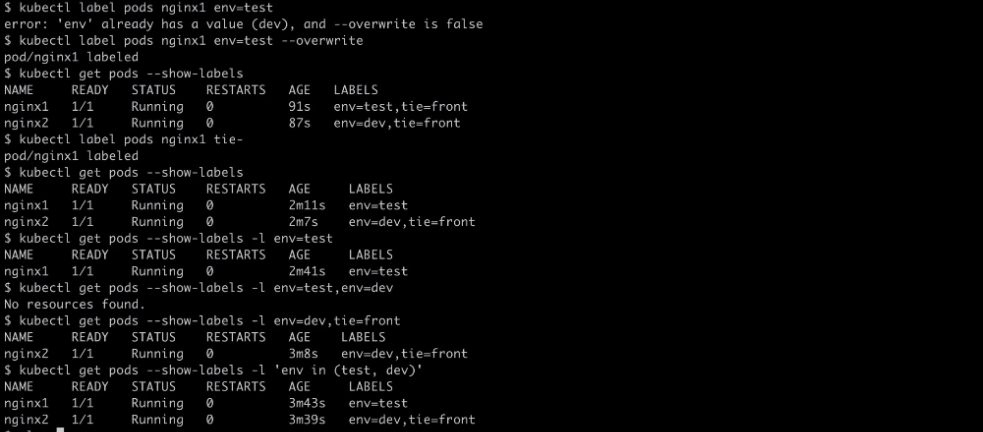 $ kubectl label pods nginx1 env=test
error: 'env' already has a value (dev), and --overwrite is false
$ kubectl label pods nginx1 env=test --overwrite
pod/nginx1 labeled
$ kubectl get pods --show-labels
NAME     READY   STATUS    RESTARTS   AGE   LABELS
nginx1   1/1     Running   0          91s   env=test,tie=front
nginx2   1/1     Running   0          87s   env=dev,tie=front
$ kubectl label pods nginx1 tie-
pod/nginx1 labeled
$ kubectl get pods --show-labels
NAME     READY   STATUS    RESTARTS   AGE     LABELS
nginx1   1/1     Running   0          2m11s   env=test
nginx2   1/1     Running   0          2m7s    env=dev,tie=front
$ kubectl get pods --show-labels -l env=test
NAME     READY   STATUS    RESTARTS   AGE     LABELS
nginx1   1/1     Running   0          2m41s   env=test
$ kubectl get pods --show-labels -l env=test,env=dev
No resources found.
$ kubectl get pods --show-labels -l env=dev,tie=front
NAME     READY   STATUS    RESTARTS   AGE    LABELS
nginx2   1/1     Running   0          3m8s   env=dev,tie=front
$ kubectl get pods --show-labels -l 'env in (test, dev)'
NAME     READY   STATUS    RESTARTS   AGE     LABELS
nginx1   1/1     Running   0          3m43s   env=test
nginx2   1/1     Running   0          3m39s   env=dev,tie=front